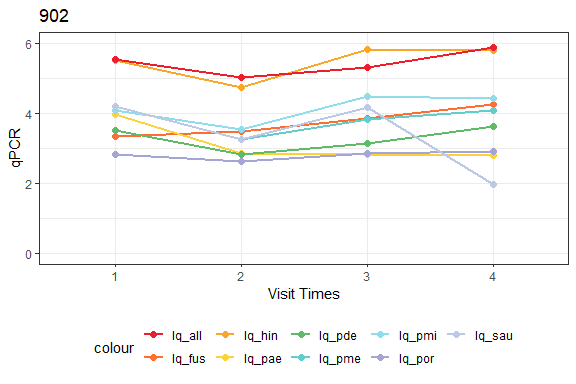 902
6
4
2
0
qPCR
1 2 3 4
Visit Times
colour
lq_all lq_hin lq_pde lq_pmi lq_sau
lq_fus lq_pae lq_pme lq_por